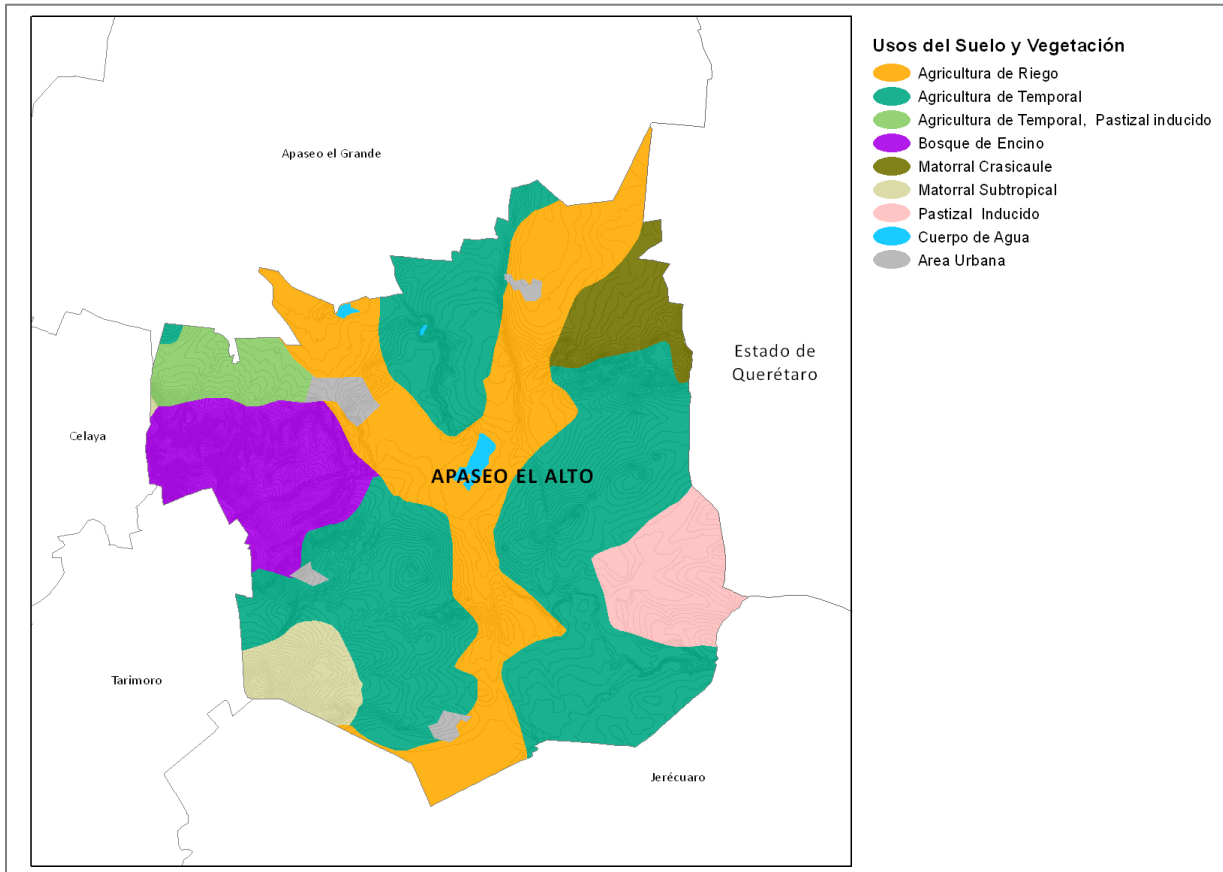 Usos del Suelo y Vegetación
Agricultura de Riego
Agricultura de Temporal
Agricultura de Temporal, Pastizal inducido
Bosque de Encino
Matorral Crasicaule
Matorral Subtropical
Pastizal Inducido
Cuerpo de Agua
Area Urbana
Apaseo el Grande
Estado de
Querétaro
Celaya
APASEO EL ALTO
Tarimoro
Jerécuaro